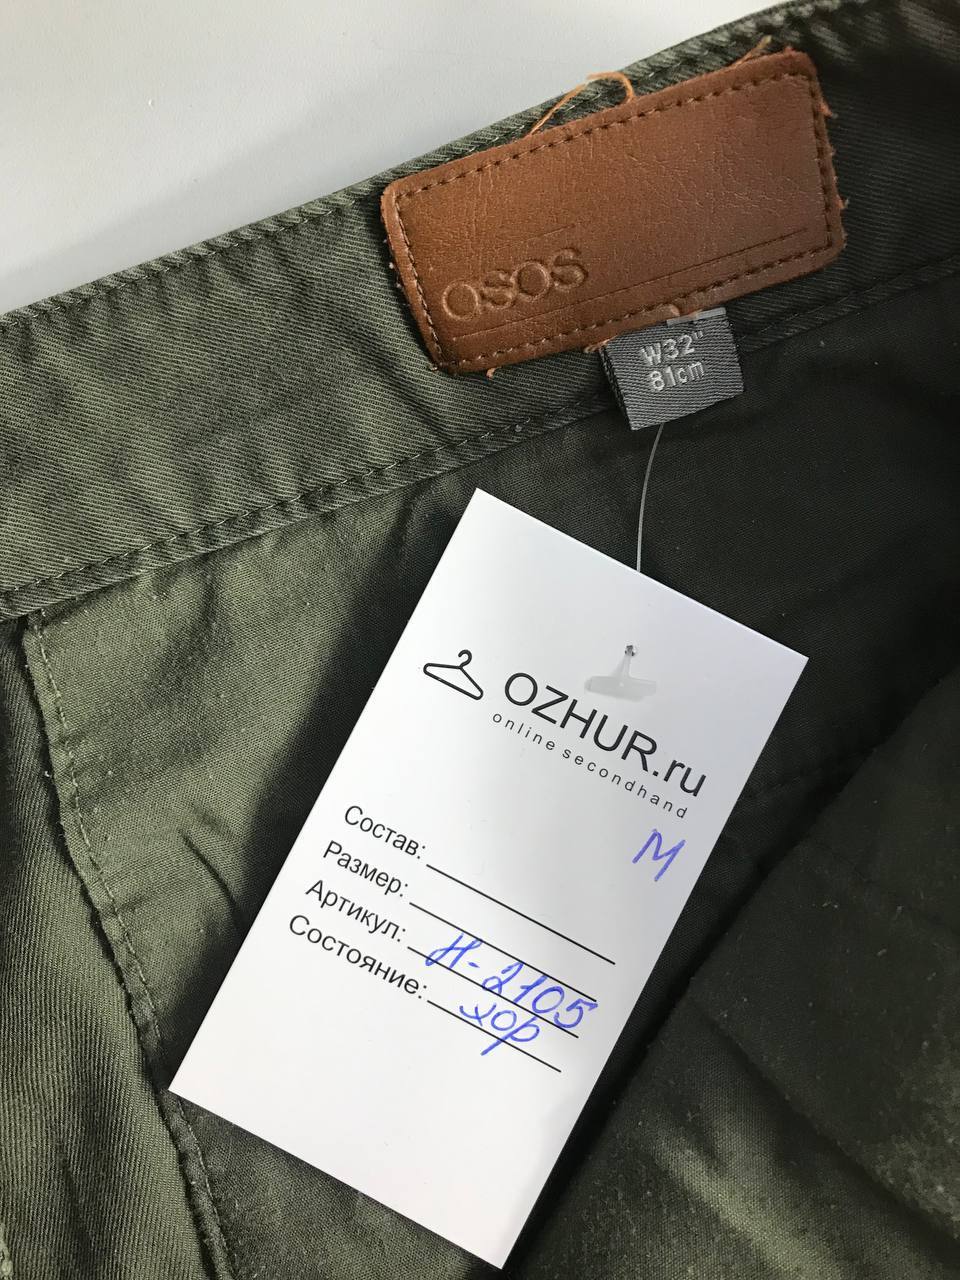 asos
W32"
81cm
OZHUR.ru
online secondhand
М
Состав:
Размер:
Артикул: Н-2105
Состояние: хор